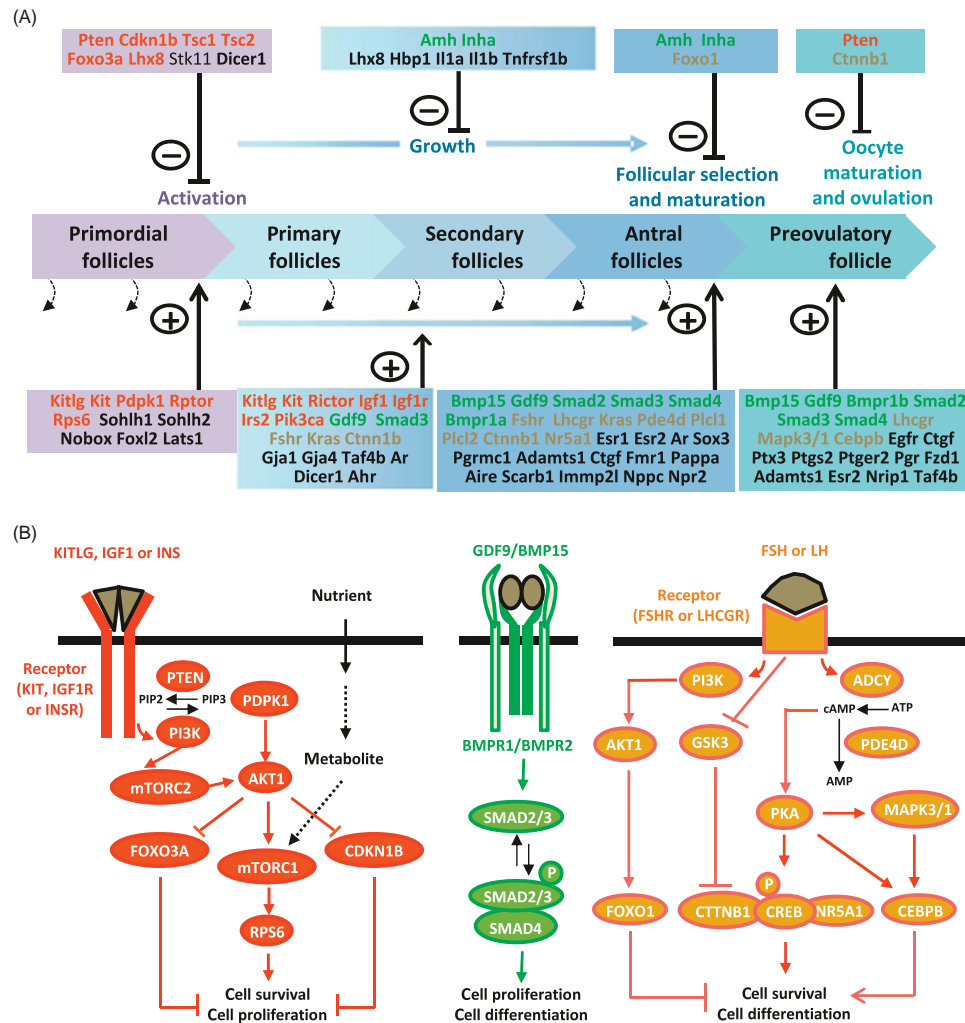 (A)
Pten Cdkn1b Tsc1 Tsc2
Foxo3a Lhx8 Stk11 Dicer1
Amh Inha
Lhx8 Hbp1 Il1a Il1b Tnfrsf1b
Amh Inha
Foxo1
Pten
Ctnnb1
−
−
−
−
Activation
Growth
Follicular selection
and maturation
Oocyte
maturation
and ovulation
Primordial
follicles
Primary
follicles
Secondary
follicles
Antral
follicles
Preovulatory
follicle
+
+
+
+
Kitlg Kit Pdpk1 Rptor
Rps6 Sohlh1 Sohlh2
Nobox Foxl2 Lats1
Kitlg Kit Rictor Igf1 Igf1r
Irs2 Pik3ca Gdf9 Smad3
Fshr Kras Ctnn1b
Gja1 Gja4 Taf4b Ar
Dicer1 Ahr
Bmp15 Gdf9 Smad2 Smad3 Smad4
Bmpr1a Fshr Lhcgr Kras Pde4d Plcl1
Plcl2 Ctnnb1 Nr5a1 Esr1 Esr2 Ar Sox3
Pgrmc1 Adamts1 Ctgf Fmr1 Pappa
Aire Scarb1 Immp2l Nppc Npr2
Bmp15 Gdf9 Bmpr1b Smad2
Smad3 Smad4 Lhcgr
Mapk3/1 Cebpb Egfr Ctgf
Ptx3 Ptgs2 Ptger2 Pgr Fzd1
Adamts1 Esr2 Nrip1 Taf4b
(B)
KITLG, IGF1 or INS
Nutrient
Receptor
(KIT, IGF1R
or INSR)
PTEN
PIP2
PIP3
PDPK1
PI3K
mTORC2
AKT1
Metabolite
FOXO3A
mTORC1
CDKN1B
RPS6
Cell survival
Cell proliferation
GDF9/BMP15
BMPR1/BMPR2
SMAD2/3
P
SMAD2/3
SMAD4
Cell proliferation
Cell differentiation
FSH or LH
Receptor
(FSHR or LHCGR)
PI3K
ADCY
cAMP
ATP
AKT1
GSK3
PDE4D
AMP
PKA
MAPK3/1
P
FOXO1
CTTNB1
CREB
NR5A1
CEBPB
Cell survival
Cell differentiation